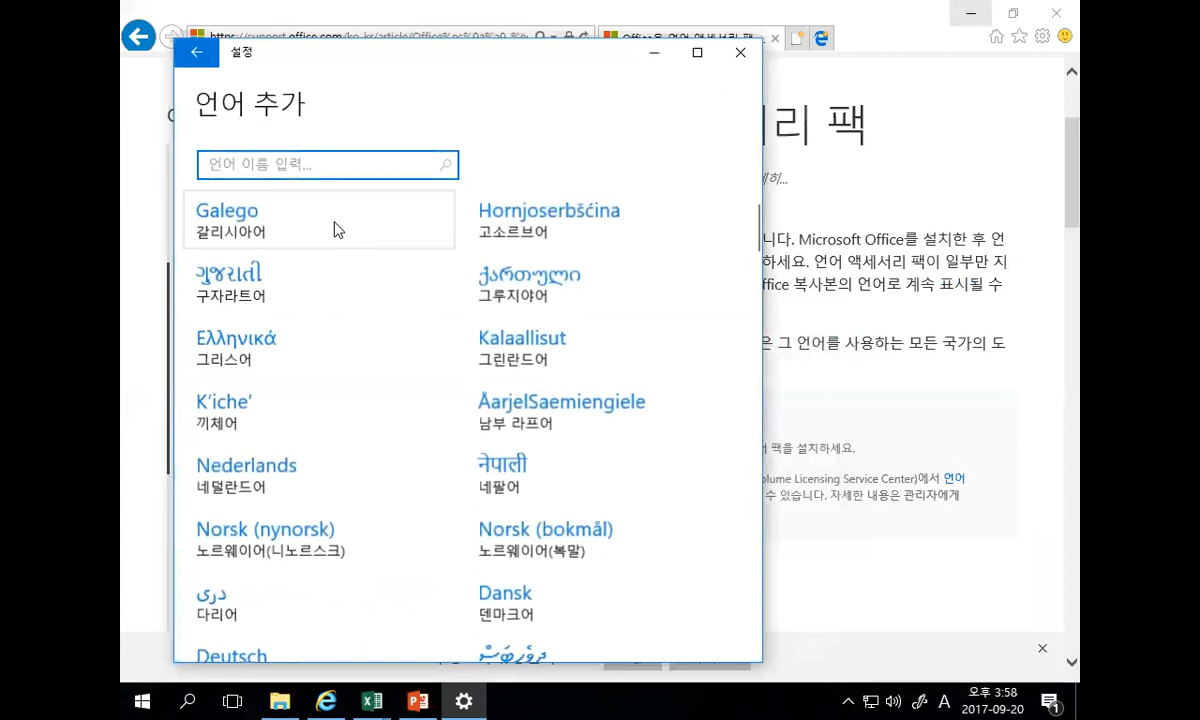 설정
언어 추가
언어 이름 입력...
Galego
갈리시아어
Hornjoserbšćina
고소르브어
ગુજરાતી
구자라트어
ქართული
그루지야어
Ελληνικά
그리스어
Kalaallisut
그린란드어
K'iche'
끼체어
ÅarjelSaemiengiele
남부 라프어
Nederlands
네덜란드어
नेपाली
네팔어
Norsk (nynorsk)
노르웨이어(니노르스크)
Norsk (bokmål)
노르웨이어(복말)
درى
다리어
Dansk
덴마크어
Deutsch
ދިވެހިބަސް
리 팩
니다. Microsoft Office를 설치한 후 언
하세요. 언어 액세서리 팩이 일부만 지
ffice 복사본의 언어로 계속 표시될 수
은 그 언어를 사용하는 모든 국가의 도
어 팩를 설치하세요.
olume Licensing Service Center)에서 언어
수 있습니다. 자세한 내용은 관리자에게
A
오후 3:58
2017-09-20
1